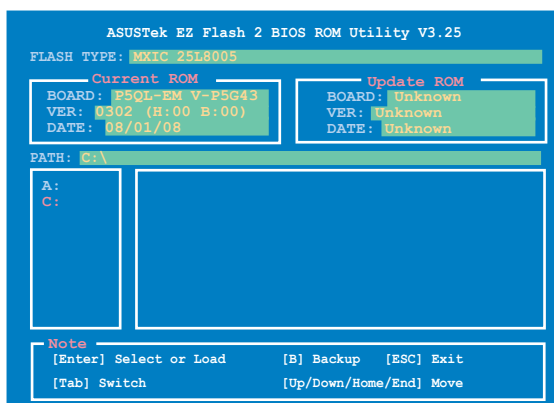 ASUSTek EZ Flash 2 BIOS ROM Utility V3.25
FLASH TYPE: MXIC 25L8005
Current ROM
BOARD: P5QL-EM V-P5G43
VER: 0302 (H:00 B:00)
DATE: 08/01/08
Update ROM
BOARD: Unknown
VER: Unknown
DATE: Unknown
PATH: C:\
A:
C:
Note
[Enter] Select or Load [B] Backup [ESC] Exit
[Tab] Switch [Up/Down/Home/End] Move